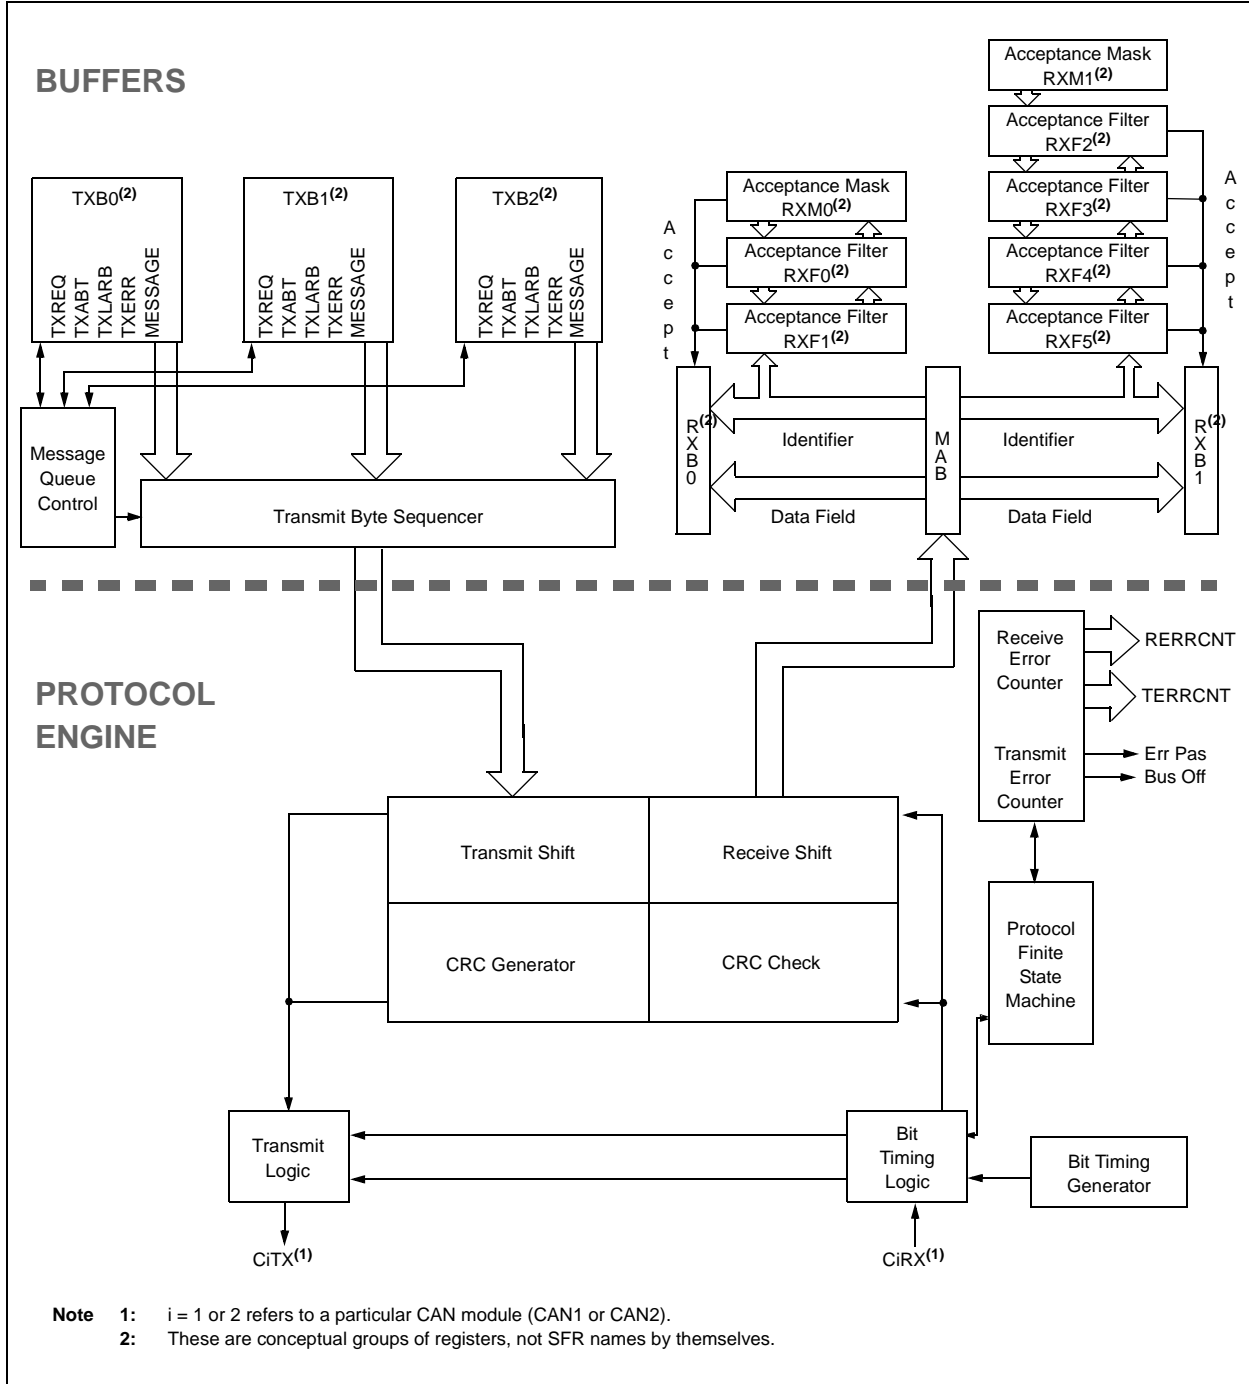 BUFFERS
Acceptance Mask
RXM1(2)
Acceptance Filter
RXF2(2)
Acceptance Filter
RXF3(2)
Acceptance Filter
RXF4(2)
Acceptance Filter
RXF5(2)
Accept
Acceptance Mask
RXM0(2)
Acceptance Filter
RXF0(2)
Acceptance Filter
RXF1(2)
Accept
TXB0(2)
TXREQ
TXABT
TXLARB
TXERR
MESSAGE
TXB1(2)
TXREQ
TXABT
TXLARB
TXERR
MESSAGE
TXB2(2)
TXREQ
TXABT
TXLARB
TXERR
MESSAGE
Message
Queue
Control
Transmit Byte Sequencer
RXB0(2)
Identifier
Data Field
MAB
Identifier
Data Field
RXB1(2)
PROTOCOL
ENGINE
Receive
Error
Counter
Transmit
Error
Counter
RERRCNT
TERRCNT
Err Pas
Bus Off
Transmit Shift
Receive Shift
CRC Generator
CRC Check
Protocol
Finite
State
Machine
Transmit
Logic
Bit
Timing
Logic
Bit Timing
Generator
CiTX(1)
CiRX(1)
Note 1: i = 1 or 2 refers to a particular CAN module (CAN1 or CAN2).
2: These are conceptual groups of registers, not SFR names by themselves.